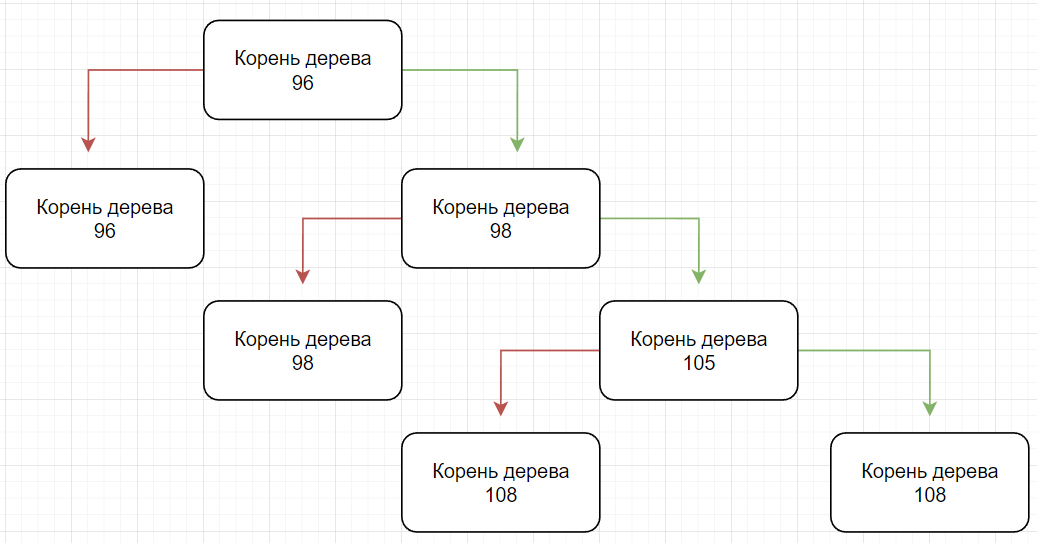 Корень дерева
96
Корень дерева
96
Корень дерева
98
Корень дерева
98
Корень дерева
105
Корень дерева
108
Корень дерева
108